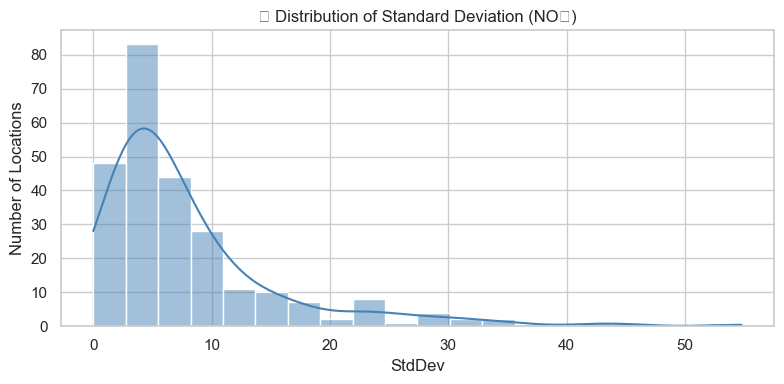 ▯ Distribution of Standard Deviation (NO▯)
80
70
60
50
40
30
20
10
0
Number of Locations
0 10 20 30 40 50
StdDev